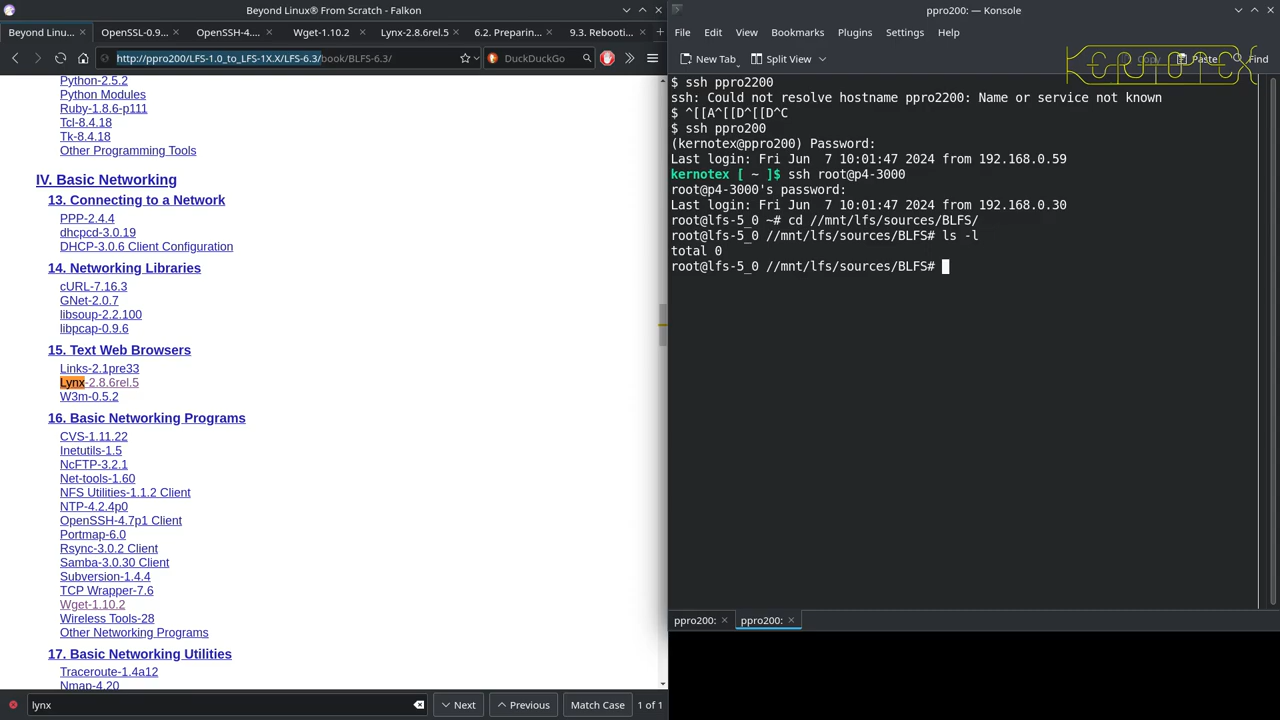 Beyond Linux® From Scratch - Falkon
Beyond Linu...
OpenSSL-0.9...
OpenSSH-4....
Wget-1.10.2
Lynx-2.8.6rel.5
6.2. Preparin...
9.3. Rebooti...
http://ppro200/LFS-1.0_to_LFS-1X.X/LFS-6.3/book/BLFS-6.3/
DuckDuckGo
Python-2.5.2
Python Modules
Ruby-1.8.6-p111
Tcl-8.4.18
Tk-8.4.18
Other Programming Tools
IV. Basic Networking
13. Connecting to a Network
PPP-2.4.4
dhcpcd-3.0.19
DHCP-3.0.6 Client Configuration
14. Networking Libraries
cURL-7.16.3
GNet-2.0.7
libsoup-2.2.100
libpcap-0.9.6
15. Text Web Browsers
Links-2.1pre33
Lynx-2.8.6rel.5
W3m-0.5.2
16. Basic Networking Programs
CVS-1.11.22
Inetutils-1.5
NcFTP-3.2.1
Net-tools-1.60
NFS Utilities-1.1.2 Client
NTP-4.2.4p0
OpenSSH-4.7p1 Client
Portmap-6.0
Rsync-3.0.2 Client
Samba-3.0.30 Client
Subversion-1.4.4
TCP Wrapper-7.6
Wget-1.10.2
Wireless Tools-28
Other Networking Programs
17. Basic Networking Utilities
Traceroute-1.4a12
Nmap-4.20
lynx
Next
Previous
Match Case
1 of 1
ppro200: — Konsole
File Edit View Bookmarks Plugins Settings Help
New Tab
Split View
Copy
Paste
Find
KERNOTEX
$ ssh ppro2200
ssh: Could not resolve hostname ppro2200: Name or service not known
$ ^[[A^[[D^[[D^C
$ ssh ppro200
(kernotex@ppro200) Password:
Last login: Fri Jun  7 10:01:47 2024 from 192.168.0.59
kernotex [ ~ ]$ ssh root@p4-3000
root@p4-3000's password:
Last login: Fri Jun  7 10:01:47 2024 from 192.168.0.30
root@lfs-5_0 ~# cd //mnt/lfs/sources/BLFS/
root@lfs-5_0 //mnt/lfs/sources/BLFS# ls -l
total 0
root@lfs-5_0 //mnt/lfs/sources/BLFS#
ppro200:
ppro200: